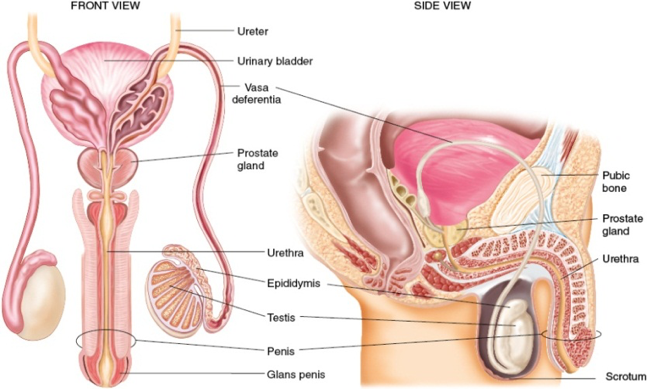 FRONT VIEW
SIDE VIEW
Ureter
Urinary bladder
Vasa
deferentia
Prostate
gland
Urethra
Epididymis
Testis
Penis
Glans penis
Pubic
bone
Prostate
gland
Urethra
Scrotum